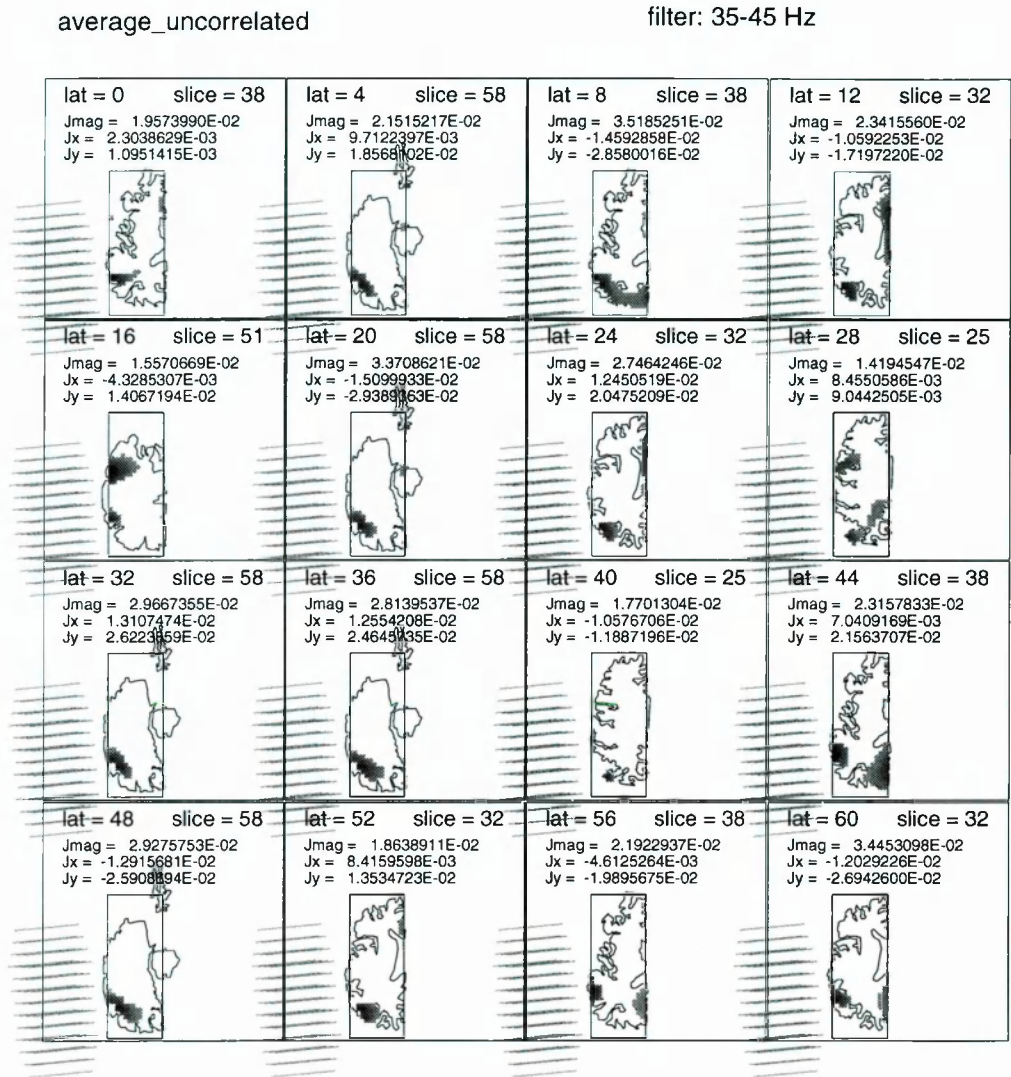 average_uncorrelated
filter: 35-45 Hz
lat = 0 slice = 38
Jmag = 1.9573990E-02
Jx = 2.3038629E-03
Jy = 1.0951415E-03
lat = 4 slice = 58
Jmag = 2.1515217E-02
Jx = 9.7122397E-03
Jy =
lat = 8 slice = 38
Jmag = 3.5185251E-02
Jx = -1.4592858E-02
Jy = -2.8580016E-02
lat = 12 slice = 32
Jmag = 2.3415560E-02
Jx = -1.0592253E-02
Jy = -1.7197220E-02
lat = 16 slice = 51
Jmag = 1.5570669E-02
Jx = -4.3285307E-03
Jy = 1.4067194E-02
lat = 20 slice = 58
Jmag = 3.3708621E-02
Jx = -1.5099933E-02
Jy =
lat = 24 slice = 32
Jmag = 2.7464246E-02
Jx = 1.2450519E-02
Jy = 2.0475209E-02
lat = 28 slice = 25
Jmag = 1.4194547E-02
Jx = 8.4550586E-03
Jy = 9.0442505E-03
lat = 32 slice = 58
Jmag = 2.9667355E-02
Jx = 1.3107474E-02
Jy =
lat = 36 slice = 58
Jmag = 2.8139537E-02
Jx = 1.2554208E-02
Jy =
lat = 40 slice = 25
Jmag = 1.7701304E-02
Jx = -1.0576706E-02
Jy = -1.1887196E-02
lat = 44 slice = 38
Jmag = 2.3157833E-02
Jx = 7.0409169E-03
Jy = 2.1563707E-02
lat = 48 slice = 58
Jmag = 2.9275753E-02
Jx = -1.2915681E-02
Jy =
lat = 52 slice = 32
Jmag = 1.8638911E-02
Jx = 8.4159598E-03
Jy = 1.3534723E-02
lat = 56 slice = 38
Jmag = 2.1922937E-02
Jx = -4.6125264E-03
Jy = -1.9895675E-02
lat = 60 slice = 32
Jmag = 3.4453098E-02
Jx = -1.2029226E-02
Jy = -2.6942600E-02